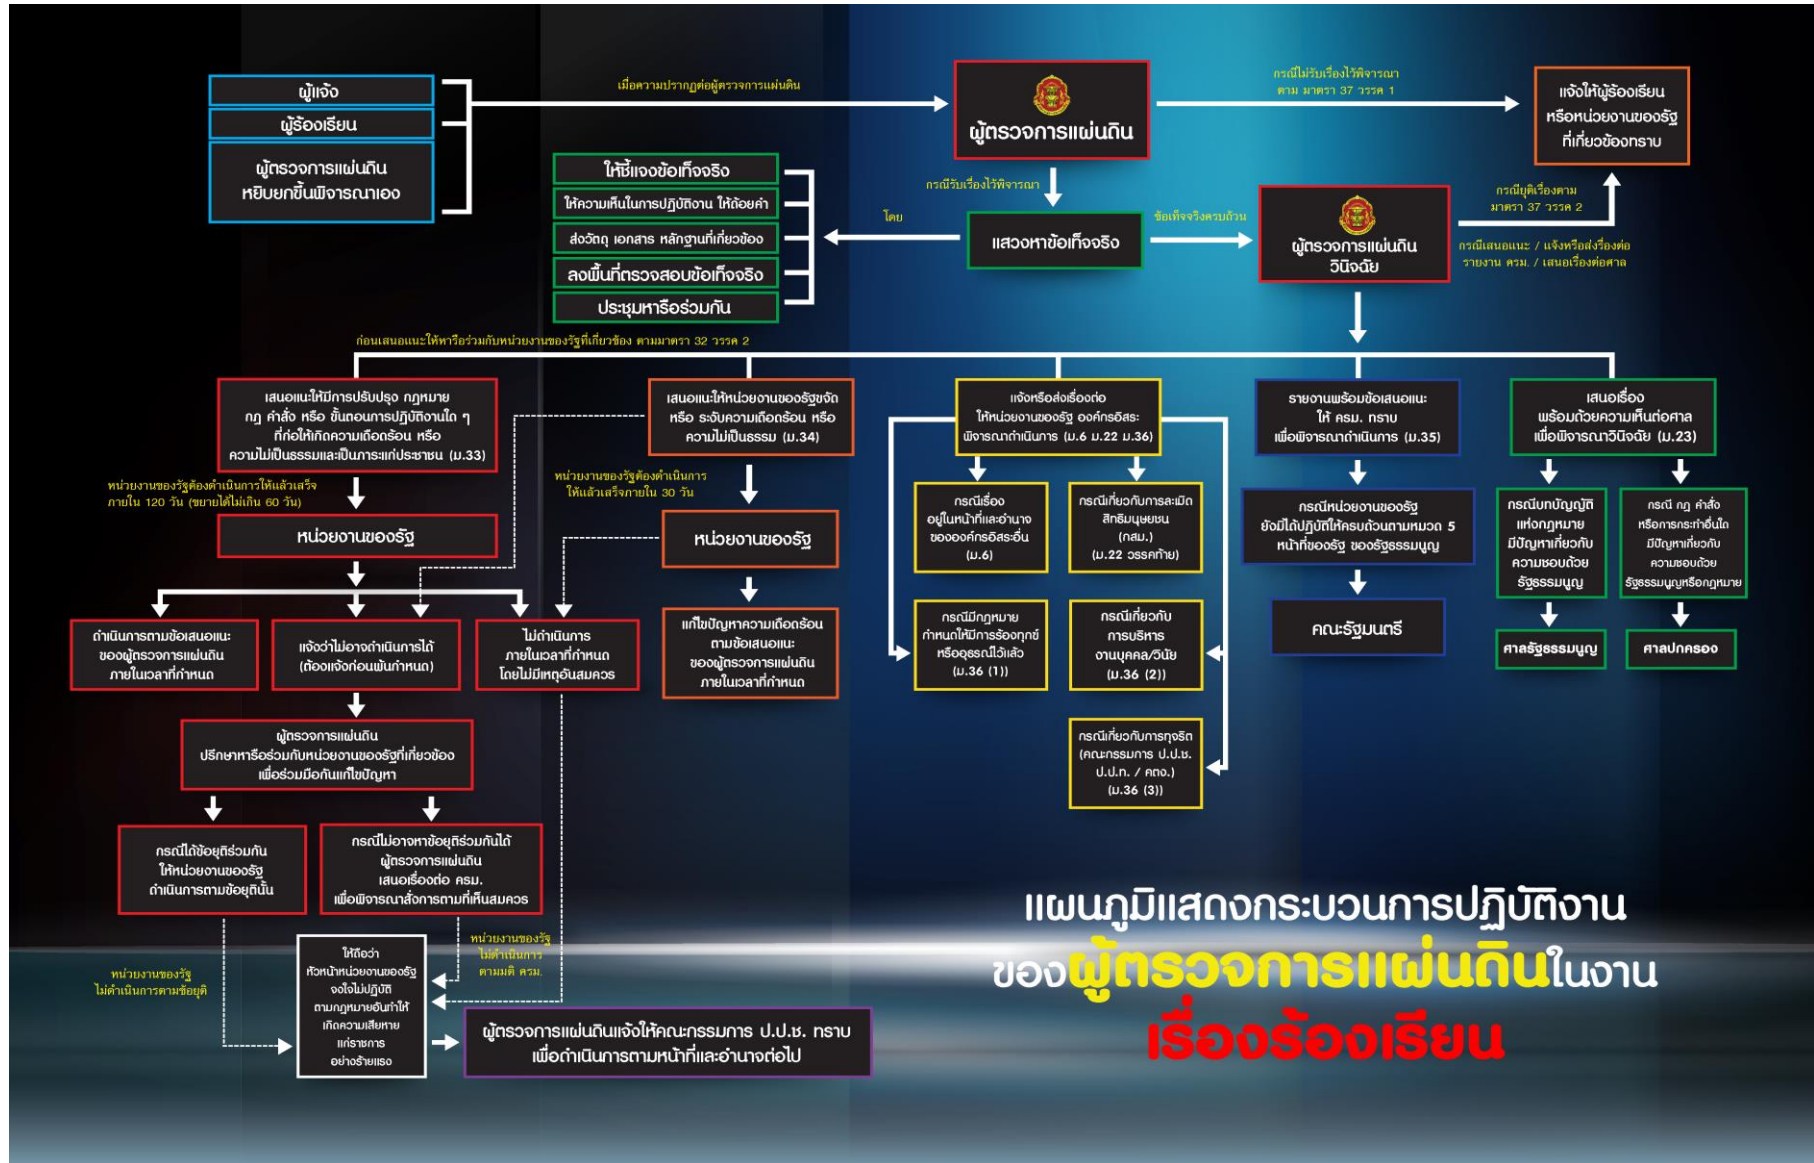 ผู้แจ้ง
ผู้ร้องเรียน
ผู้ตรวจการแผ่นดิน
หยิบยกขึ้นพิจารณาเอง
เมื่อความปรากฏต่อผู้ตรวจการแผ่นดิน
ผู้ตรวจการแผ่นดิน
กรณีไม่รับเรื่องไว้พิจารณา
ตาม มาตรา 37 วรรค 1
แจ้งให้ผู้ร้องเรียน
หรือหน่วยงานของรัฐ
ที่เกี่ยวข้องทราบ
กรณีรับเรื่องไว้พิจารณา
แสวงหาข้อเท็จจริง
โดย
ให้ชี้แจงข้อเท็จจริง
ให้ความเห็นในการปฏิบัติงาน ให้ถ้อยคำ
ส่งวัตถุ เอกสาร หลักฐานที่เกี่ยวข้อง
ลงพื้นที่ตรวจสอบข้อเท็จจริง
ประชุมหารือร่วมกัน
ข้อเท็จจริงครบถ้วน
ผู้ตรวจการแผ่นดิน
วินิจฉัย
กรณียุติเรื่องตาม
มาตรา 37 วรรค 2
กรณีเสนอแนะ / แจ้งหรือส่งเรื่องต่อ
รายงาน ครม. / เสนอเรื่องต่อศาล
ก่อนเสนอแนะให้หารือร่วมกับหน่วยงานของรัฐที่เกี่ยวข้อง ตามมาตรา 32 วรรค 2
เสนอแนะให้มีการปรับปรุง กฎหมาย
กฎ คำสั่ง หรือ ขั้นตอนการปฏิบัติงานใด ๆ
ที่ก่อให้เกิดความเดือดร้อน หรือ
ความไม่เป็นธรรมและเป็นภาระแก่ประชาชน (ม.33)
หน่วยงานของรัฐต้องดำเนินการให้แล้วเสร็จ
ภายใน 120 วัน (ขยายได้ไม่เกิน 60 วัน)
หน่วยงานของรัฐ
ดำเนินการตามข้อเสนอแนะ
ของผู้ตรวจการแผ่นดิน
ภายในเวลาที่กำหนด
แจ้งว่าไม่อาจดำเนินการได้
(ต้องแจ้งก่อนพ้นกำหนด)
ไม่ดำเนินการ
ภายในเวลาที่กำหนด
โดยไม่มีเหตุอันสมควร
ผู้ตรวจการแผ่นดิน
ปรึกษาหารือร่วมกับหน่วยงานของรัฐที่เกี่ยวข้อง
เพื่อร่วมมือกันแก้ไขปัญหา
กรณีได้ข้อยุติร่วมกัน
ให้หน่วยงานของรัฐ
ดำเนินการตามข้อยุตินั้น
กรณีไม่อาจหาข้อยุติร่วมกันได้
ผู้ตรวจการแผ่นดิน
เสนอเรื่องต่อ ครม.
เพื่อพิจารณาสั่งการตามที่เห็นสมควร
หน่วยงานของรัฐ
ไม่ดำเนินการตามข้อยุติ
หน่วยงานของรัฐ
ไม่ดำเนินการ
ตามมติ ครม.
ให้ถือว่า
หัวหน้าหน่วยงานของรัฐ
จงใจไม่ปฏิบัติ
ตามกฎหมายอันทำให้
เกิดความเสียหาย
แก่ราชการ
อย่างร้ายแรง
ผู้ตรวจการแผ่นดินแจ้งให้คณะกรรมการ ป.ป.ช. ทราบ
เพื่อดำเนินการตามหน้าที่และอำนาจต่อไป
เสนอแนะให้หน่วยงานของรัฐขจัด
หรือ ระงับความเดือดร้อน หรือ
ความไม่เป็นธรรม (ม.34)
หน่วยงานของรัฐต้องดำเนินการ
ให้แล้วเสร็จภายใน 30 วัน
หน่วยงานของรัฐ
แก้ไขปัญหาความเดือดร้อน
ตามข้อเสนอแนะ
ของผู้ตรวจการแผ่นดิน
ภายในเวลาที่กำหนด
แจ้งหรือส่งเรื่องต่อ
ให้หน่วยงานของรัฐ องค์กรอิสระ
พิจารณาดำเนินการ (ม.6 ม.22 ม.36)
กรณีเรื่อง
อยู่ในหน้าที่และอำนาจ
ขององค์กรอิสระอื่น
(ม.6)
กรณีเกี่ยวกับการละเมิด
สิทธิมนุษยชน
(กสม.)
(ม.22 วรรคท้าย)
กรณีมีกฎหมาย
กำหนดให้มีการร้องทุกข์
หรืออุธรณ์ไว้แล้ว
(ม.36 (1))
กรณีเกี่ยวกับ
การบริหาร
งานบุคคล/วินัย
(ม.36 (2))
กรณีเกี่ยวกับการทุจริต
(คณะกรรมการ ป.ป.ช.
ป.ป.ท. / คตง.)
(ม.36 (3))
รายงานพร้อมข้อเสนอแนะ
ให้ ครม. ทราบ
เพื่อพิจารณาดำเนินการ (ม.35)
กรณีหน่วยงานของรัฐ
ยังมิได้ปฏิบัติให้ครบถ้วนตามหมวด 5
หน้าที่ของรัฐ ของรัฐธรรมนูญ
คณะรัฐมนตรี
เสนอเรื่อง
พร้อมด้วยความเห็นต่อศาล
เพื่อพิจารณาวินิจฉัย (ม.23)
กรณีบทบัญญัติ
แห่งกฎหมาย
มีปัญหาเกี่ยวกับ
ความชอบด้วย
รัฐธรรมนูญ
ศาลรัฐธรรมนูญ
กรณี กฎ คำสั่ง
หรือการกระทำอื่นใด
มีปัญหาเกี่ยวกับ
ความชอบด้วย
รัฐธรรมนูญหรือกฎหมาย
ศาลปกครอง
แผนภูมิแสดงกระบวนการปฏิบัติงาน
ของผู้ตรวจการแผ่นดินในงาน
เรื่องร้องเรียน